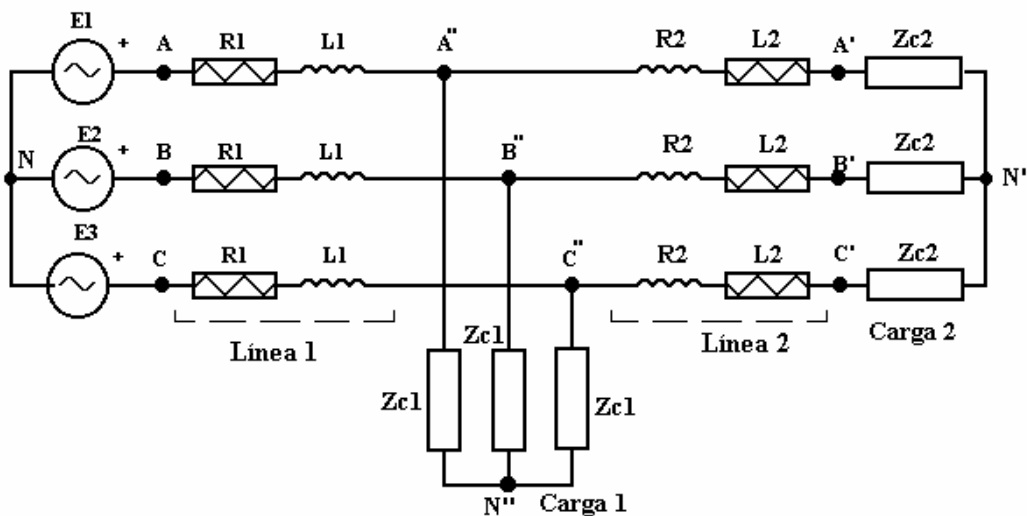 E1
+ A R1 L1 A" R2 L2 A' Zc2
E2
N + B R1 L1 B" R2 L2 B' Zc2 N'
E3
+ C R1 L1 C" R2 L2 C' Zc2
Línea 1 Línea 2 Carga 2
Zc1 Zc1 Zc1
N" Carga 1